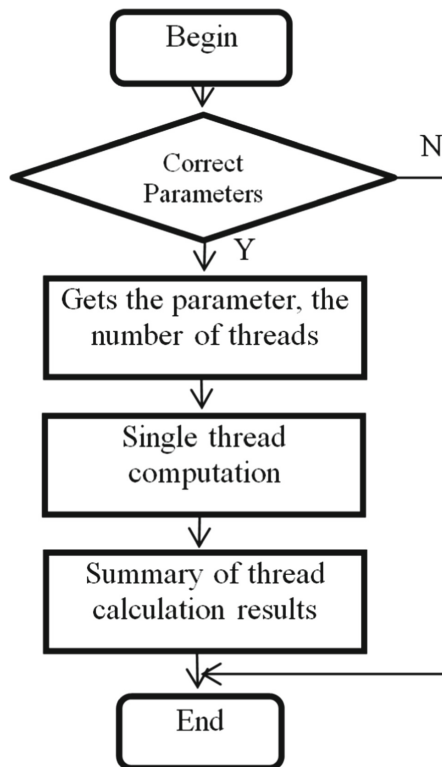 Begin
Correct
Parameters
N
Y
Gets the parameter, the
number of threads
Single thread
computation
Summary of thread
calculation results
End